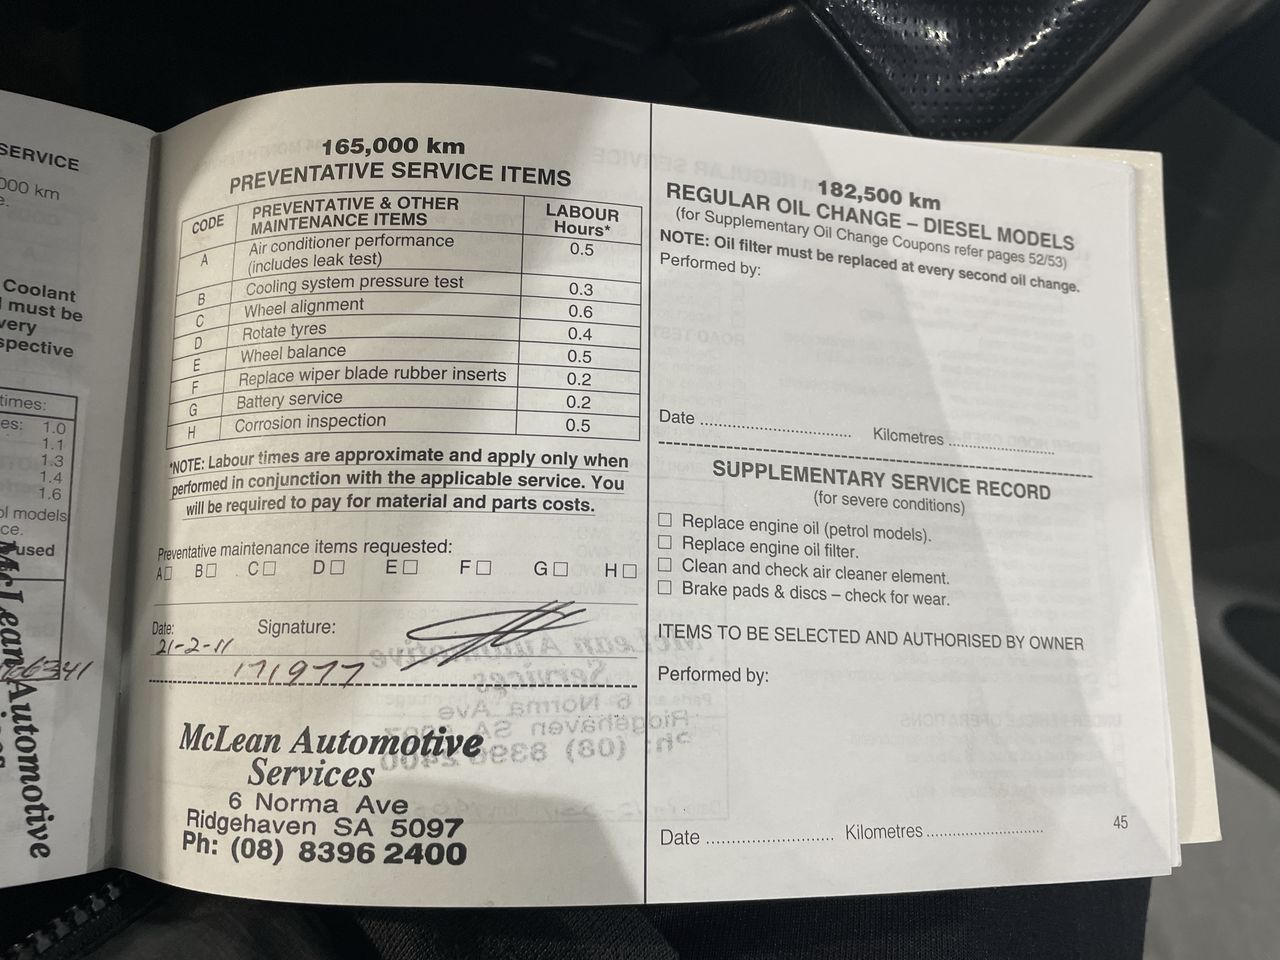 SERVICE
000 km
e.
Coolant
must be
very
spective
times:
es: 1.0
1.1
1.3
1.4
1.6
ol models
ce.
used
McLean Automotive
165,000 km
PREVENTATIVE SERVICE ITEMS
CODE PREVENTATIVE & OTHER MAINTENANCE ITEMS LABOUR Hours*
A Air conditioner performance (includes leak test) 0.5
B Cooling system pressure test 0.3
C Wheel alignment 0.6
D Rotate tyres 0.4
E Wheel balance 0.5
F Replace wiper blade rubber inserts 0.2
G Battery service 0.2
H Corrosion inspection 0.5
*NOTE: Labour times are approximate and apply only when
performed in conjunction with the applicable service. You
will be required to pay for material and parts costs.
Preventative maintenance items requested:
A☐ B☐ C☐ D☐ E☐ F☐ G☐ H☐
Date: Signature:
21-2-11
171977
McLean Automotive
Services
6 Norma Ave
Ridgehaven SA 5097
Ph: (08) 8396 2400
182,500 km
REGULAR OIL CHANGE – DIESEL MODELS
(for Supplementary Oil Change Coupons refer pages 52/53)
NOTE: Oil filter must be replaced at every second oil change.
Performed by:
Date .................................. Kilometres ........................
SUPPLEMENTARY SERVICE RECORD
(for severe conditions)
☐ Replace engine oil (petrol models).
☐ Replace engine oil filter.
☐ Clean and check air cleaner element.
☐ Brake pads & discs – check for wear.
ITEMS TO BE SELECTED AND AUTHORISED BY OWNER
Performed by:
Date ............................ Kilometres ..........................
45